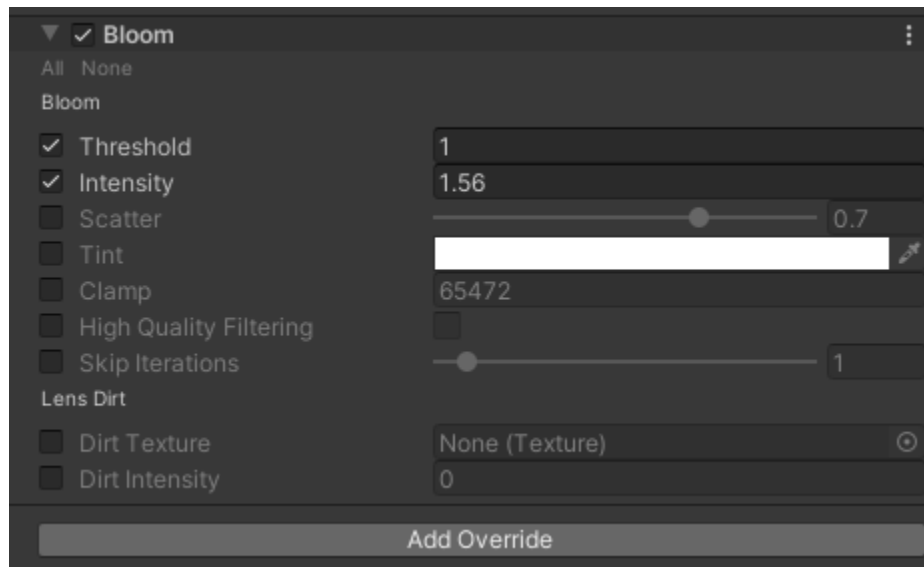 Bloom
All None
Bloom
Threshold 1
Intensity 1.56
Scatter 0.7
Tint
Clamp 65472
High Quality Filtering
Skip Iterations 1
Lens Dirt
Dirt Texture None (Texture)
Dirt Intensity 0
Add Override